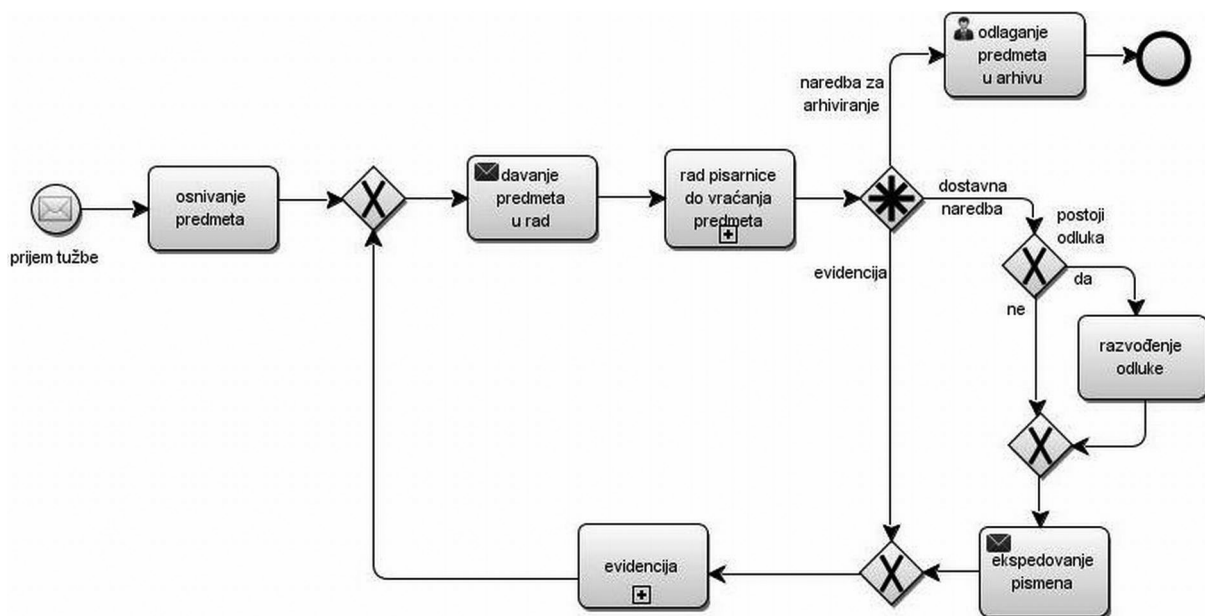 odlaganje
predmeta
u arhivu
naredba za
arhiviranje
osnivanje
predmeta
prijem tužbe
davanje
predmeta
u rad
rad pisarnice
do vraćanja
predmeta
dostavna
naredba
postoji
odluka
evidencija
da
ne
razvođenje
odluke
evidencija
ekspedovanje
pismena